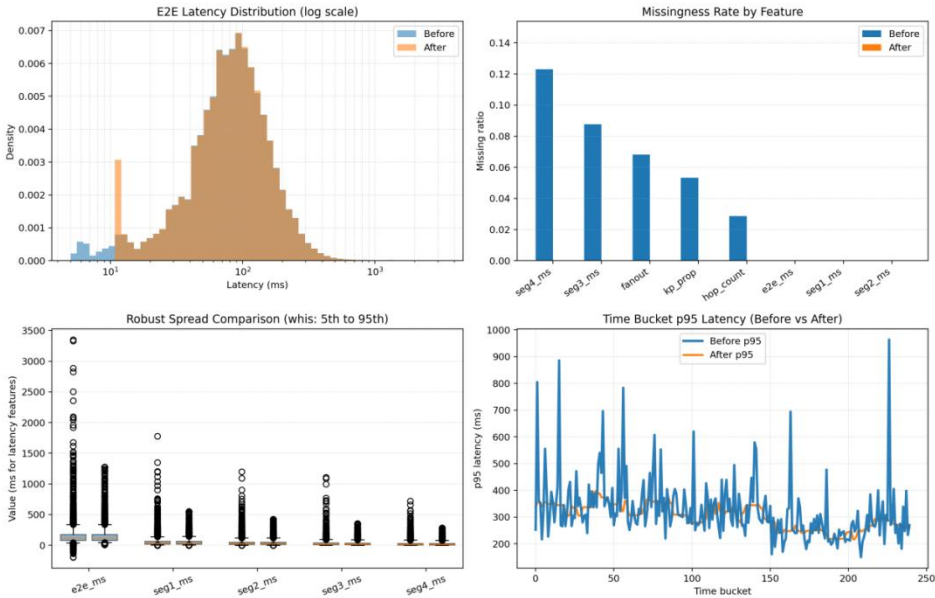 E2E Latency Distribution (log scale)
Before
After
0.007
0.006
0.005
0.004
0.003
0.002
0.001
0.000
Density
10¹
10²
10³
Latency (ms)
Missingness Rate by Feature
Before
After
0.14
0.12
0.10
0.08
0.06
0.04
0.02
0.00
Missing ratio
seg4_ms
seg3_ms
fanout
kp_prop
hop_count
e2e_ms
seg1_ms
seg2_ms
Robust Spread Comparison (whis: 5th to 95th)
3500
3000
2500
2000
1500
1000
500
0
Value (ms for latency features)
e2e_ms
seg1_ms
seg2_ms
seg3_ms
seg4_ms
Time Bucket p95 Latency (Before vs After)
Before p95
After p95
1000
900
800
700
600
500
400
300
200
p95 latency (ms)
0
50
100
150
200
250
Time bucket